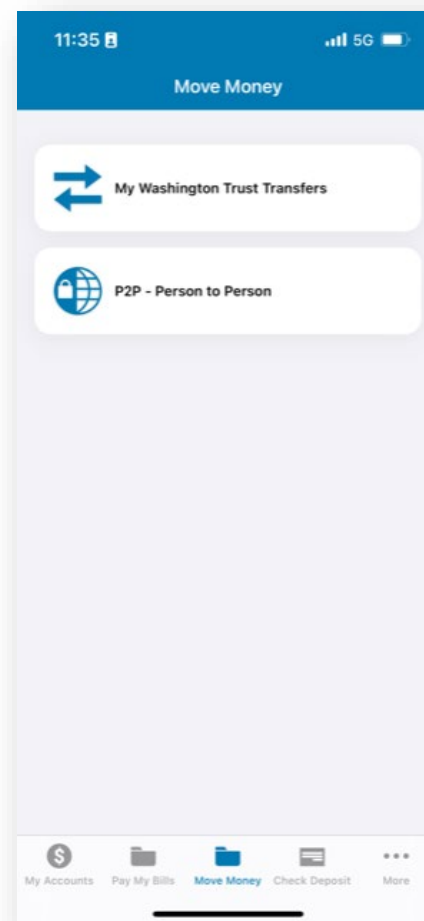 11:35
5G
Move Money
My Washington Trust Transfers
P2P - Person to Person
My Accounts
Pay My Bills
Move Money
Check Deposit
More